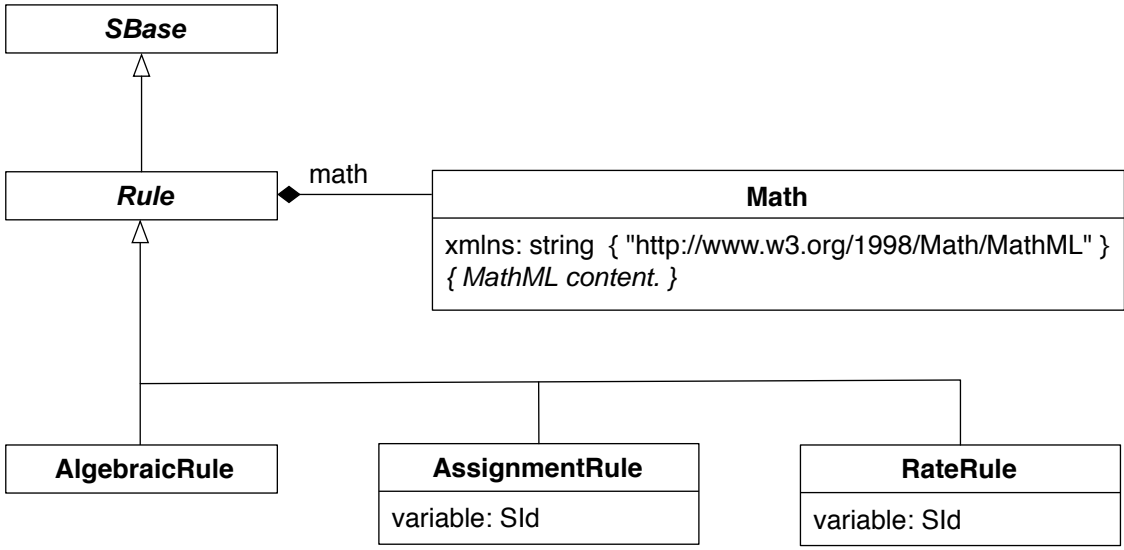 SBase
Rule
math
Math
xmlns: string { "http://www.w3.org/1998/Math/MathML" }
{ MathML content. }
AlgebraicRule
AssignmentRule
variable: SId
RateRule
variable: SId